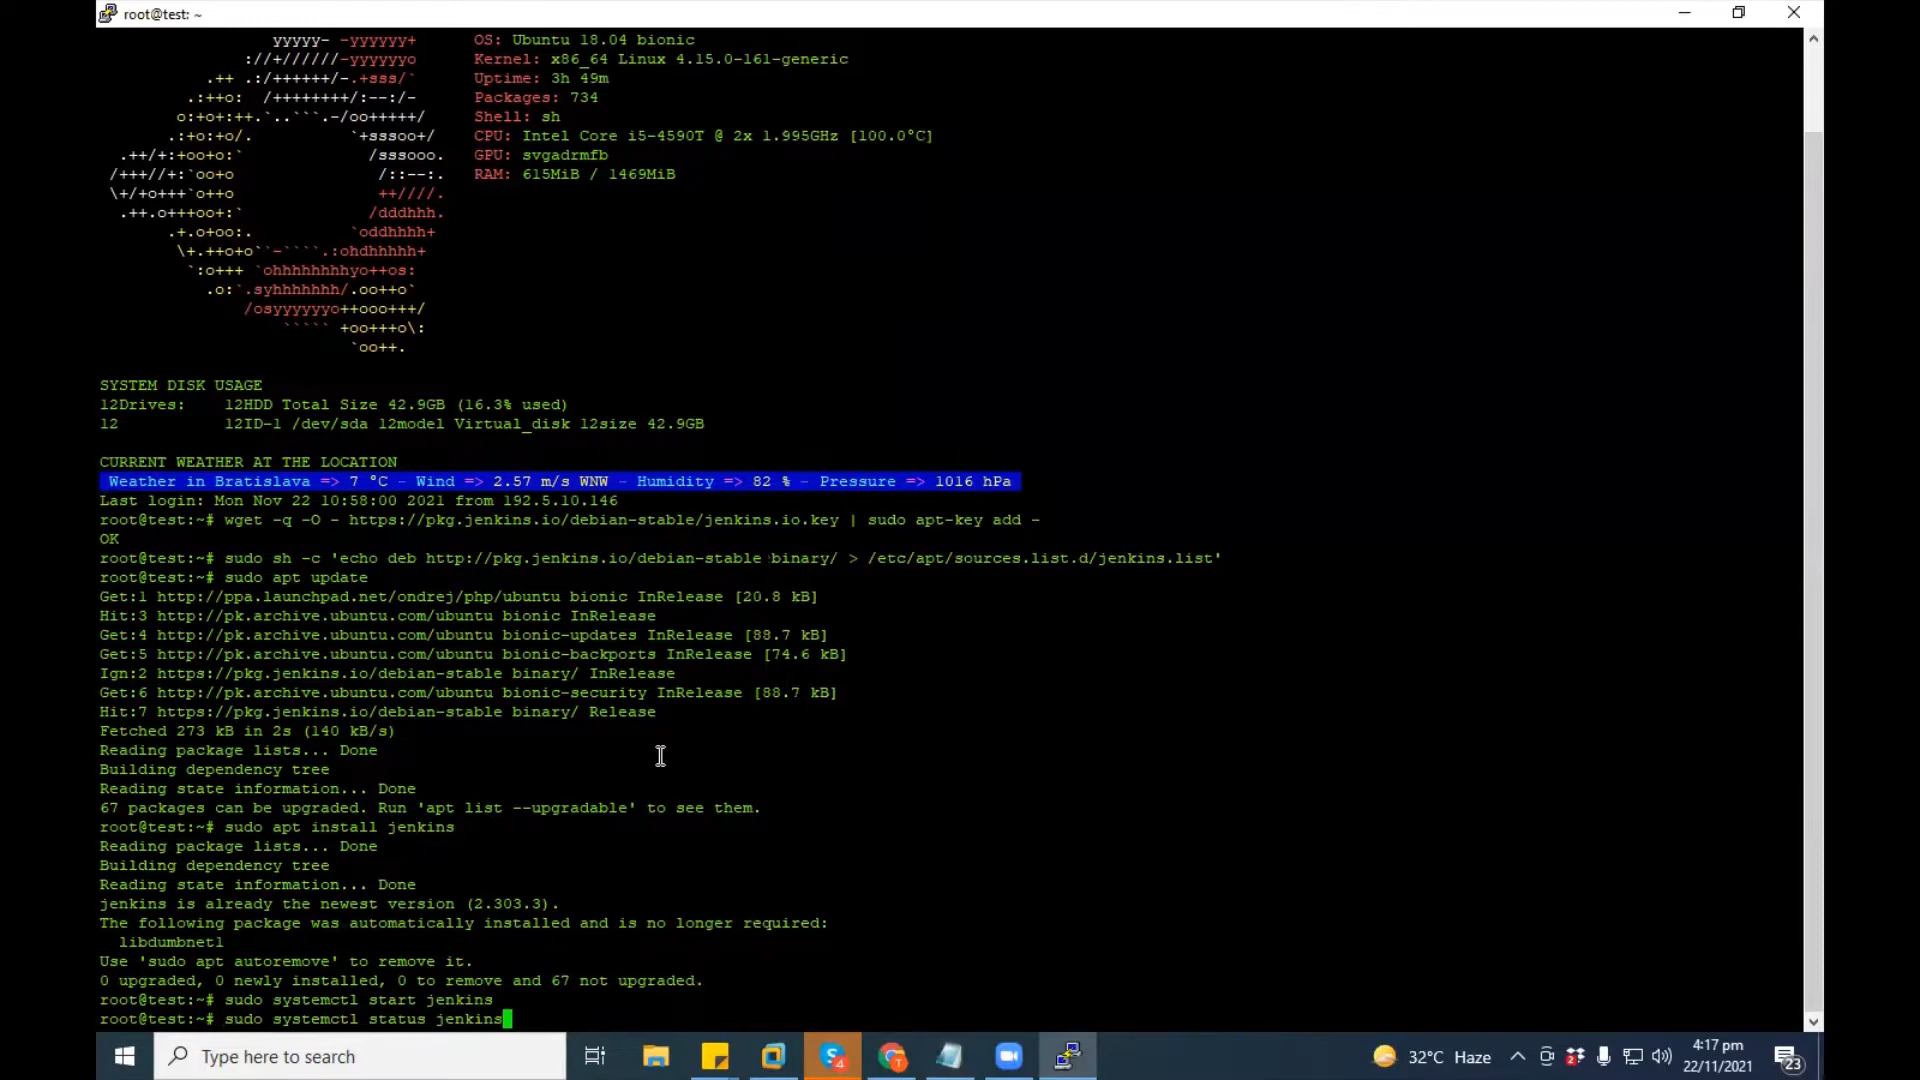 root@test: ~
yyyyy- -yyyyyy+ OS: Ubuntu 18.04 bionic
://+//////-yyyyyyo Kernel: x86_64 Linux 4.15.0-161-generic
.++ .:/++++++/-.+sss/` Uptime: 3h 49m
.:++o: /++++++++/:--:/- Packages: 734
o:+o+:++.`..```.-/oo+++++/ Shell: sh
.:+o:+o/. `+sssoo+/ CPU: Intel Core i5-4590T @ 2x 1.995GHz [100.0°C]
.++/+:+oo+o:` /sssooo. GPU: svgadrmfb
/+++//+:`oo+o /::--:. RAM: 615MiB / 1469MiB
\+/+o+++`o++o ++////.
.++.o+++oo+:` /dddhhh.
.+.o+oo:. `oddhhhh+
\+.++o+o``-````.:ohdhhhhh+
`:o+++ `ohhhhhhhhyo++os:
.o:`.syhhhhhhh/.oo++o`
/osyyyyyyo++ooo+++/
````` +oo+++o\:
`oo++.
SYSTEM DISK USAGE
12Drives: 12HDD Total Size 42.9GB (16.3% used)
12 12ID-1 /dev/sda 12model Virtual_disk 12size 42.9GB
CURRENT WEATHER AT THE LOCATION
Weather in Bratislava => 7 °C - Wind => 2.57 m/s WNW - Humidity => 82 % - Pressure => 1016 hPa
Last login: Mon Nov 22 10:58:00 2021 from 192.5.10.146
root@test:~# wget -q -O - https://pkg.jenkins.io/debian-stable/jenkins.io.key | sudo apt-key add -
OK
root@test:~# sudo sh -c 'echo deb http://pkg.jenkins.io/debian-stable binary/ > /etc/apt/sources.list.d/jenkins.list'
root@test:~# sudo apt update
Get:1 http://ppa.launchpad.net/ondrej/php/ubuntu bionic InRelease [20.8 kB]
Hit:3 http://pk.archive.ubuntu.com/ubuntu bionic InRelease
Get:4 http://pk.archive.ubuntu.com/ubuntu bionic-updates InRelease [88.7 kB]
Get:5 http://pk.archive.ubuntu.com/ubuntu bionic-backports InRelease [74.6 kB]
Ign:2 https://pkg.jenkins.io/debian-stable binary/ InRelease
Get:6 http://pk.archive.ubuntu.com/ubuntu bionic-security InRelease [88.7 kB]
Hit:7 https://pkg.jenkins.io/debian-stable binary/ Release
Fetched 273 kB in 2s (140 kB/s)
Reading package lists... Done
Building dependency tree
Reading state information... Done
67 packages can be upgraded. Run 'apt list --upgradable' to see them.
root@test:~# sudo apt install jenkins
Reading package lists... Done
Building dependency tree
Reading state information... Done
jenkins is already the newest version (2.303.3).
The following package was automatically installed and is no longer required:
libdumbnet1
Use 'sudo apt autoremove' to remove it.
0 upgraded, 0 newly installed, 0 to remove and 67 not upgraded.
root@test:~# sudo systemctl start jenkins
root@test:~# sudo systemctl status jenkins
Type here to search
32°C Haze
4:17 pm
22/11/2021
23